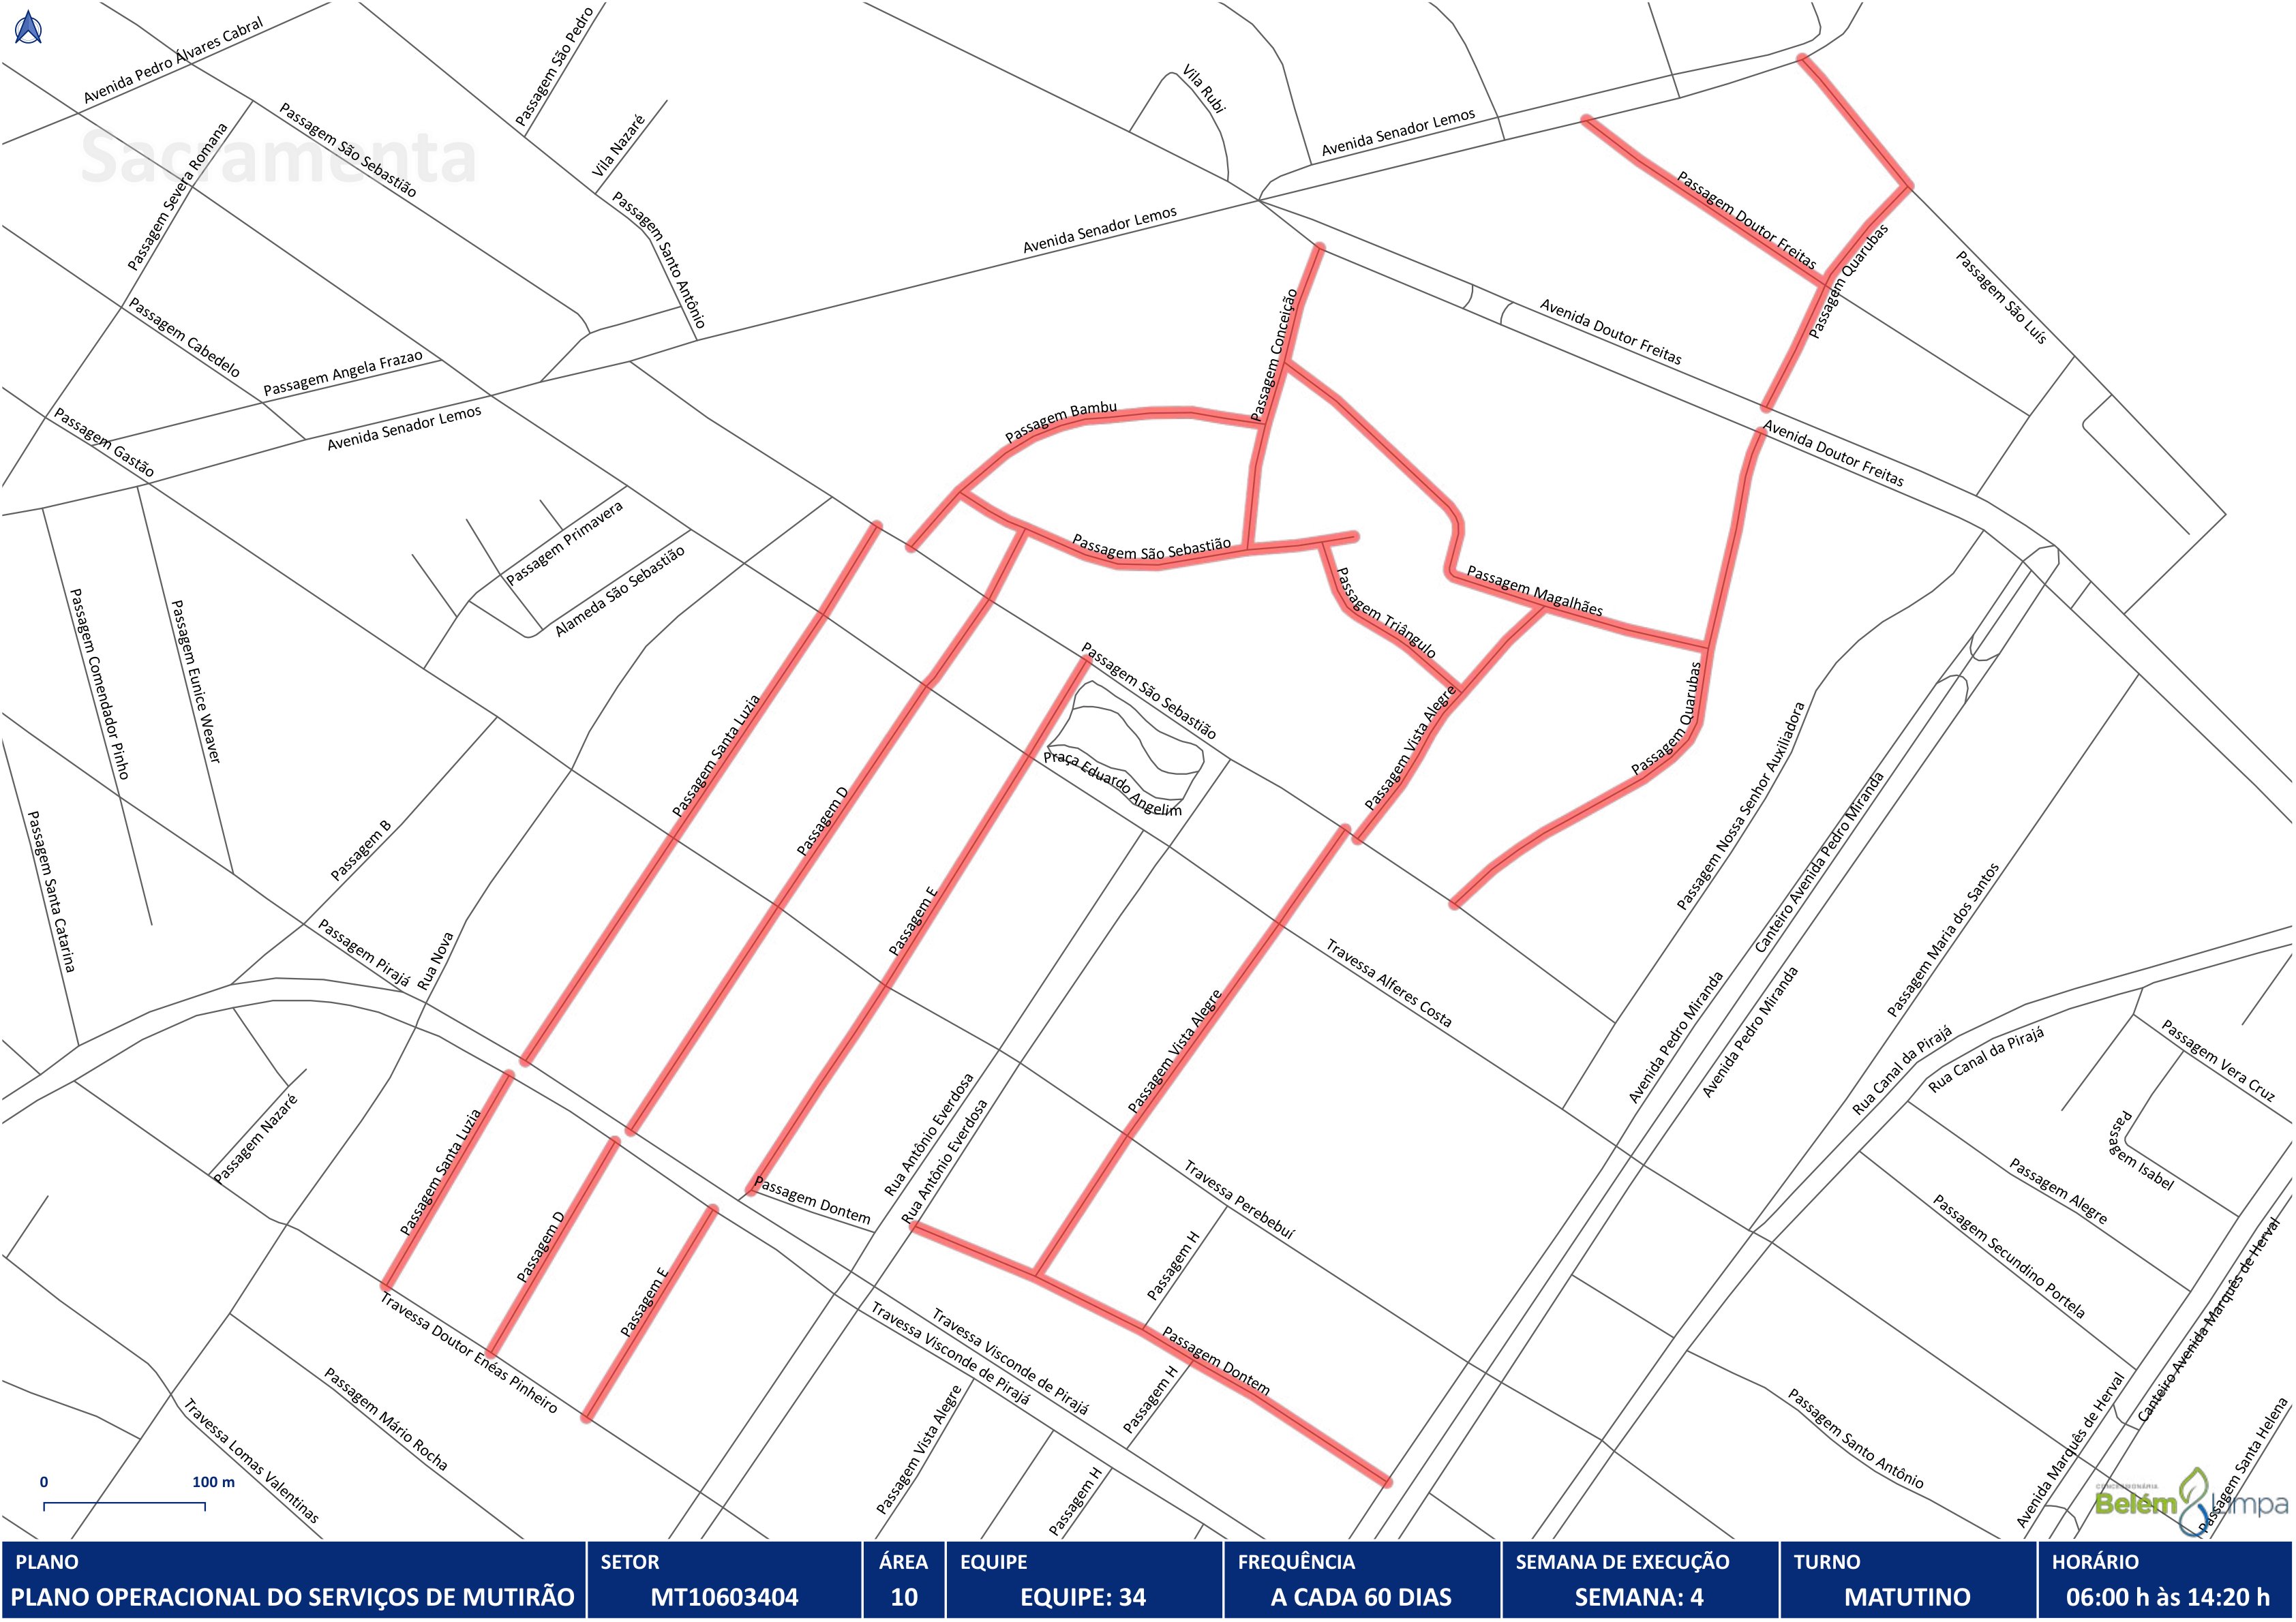 Avenida Pedro Álvares Cabral
Passagem São Pedro
Vila Rubi
Vila Nazaré
Passagem São Sebastião
Avenida Senador Lemos
Sacramenta
Passagem Severa Romana
Passagem Santo Antônio
Passagem Doutor Freitas
Avenida Senador Lemos
Passagem Quarubas
Passagem São Luís
Passagem Conceição
Avenida Doutor Freitas
Passagem Cabedelo
Passagem Angela Frazao
Passagem Gastão
Avenida Senador Lemos
Passagem Bambu
Avenida Doutor Freitas
Passagem Primavera
Alameda São Sebastião
Passagem São Sebastião
Passagem Triângulo
Passagem Magalhães
Passagem Comendador Pinho
Passagem Eunice Weaver
Passagem São Sebastião
Passagem Santa Luzia
Passagem Vista Alegre
Passagem Quarubas
Praça Eduardo Angelim
Passagem D
Passagem Nossa Senhor Auxiliadora
Canteiro Avenida Pedro Miranda
Passagem Santa Catarina
Passagem B
Passagem E
Passagem Pirajá
Rua Nova
Travessa Alferes Costa
Passagem Maria dos Santos
Avenida Pedro Miranda
Avenida Pedro Miranda
Passagem Vista Alegre
Rua Canal da Pirajá
Rua Canal da Pirajá
Passagem Vera Cruz
Passagem Isabel
Passagem Nazaré
Passagem Santa Luzia
Rua Antônio Everdosa
Rua Antônio Everdosa
Passagem Dontem
Travessa Perebebuí
Passagem Alegre
Passagem Secundino Portela
Passagem D
Passagem E
Passagem H
Canteiro Avenida Marquês de Herval
Travessa Doutor Enéas Pinheiro
Travessa Visconde de Pirajá
Travessa Visconde de Pirajá
Passagem Dontem
Passagem H
Passagem Mário Rocha
Travessa Lomas Valentinas
Passagem Vista Alegre
Passagem H
Passagem Santo Antônio
Avenida Marquês de Herval
Passagem Santa Helena
0 100 m
CONCESSIONÁRIA
Belém Limpa
PLANO
PLANO OPERACIONAL DO SERVIÇOS DE MUTIRÃO
SETOR
MT10603404
ÁREA
10
EQUIPE
EQUIPE: 34
FREQUÊNCIA
A CADA 60 DIAS
SEMANA DE EXECUÇÃO
SEMANA: 4
TURNO
MATUTINO
HORÁRIO
06:00 h às 14:20 h